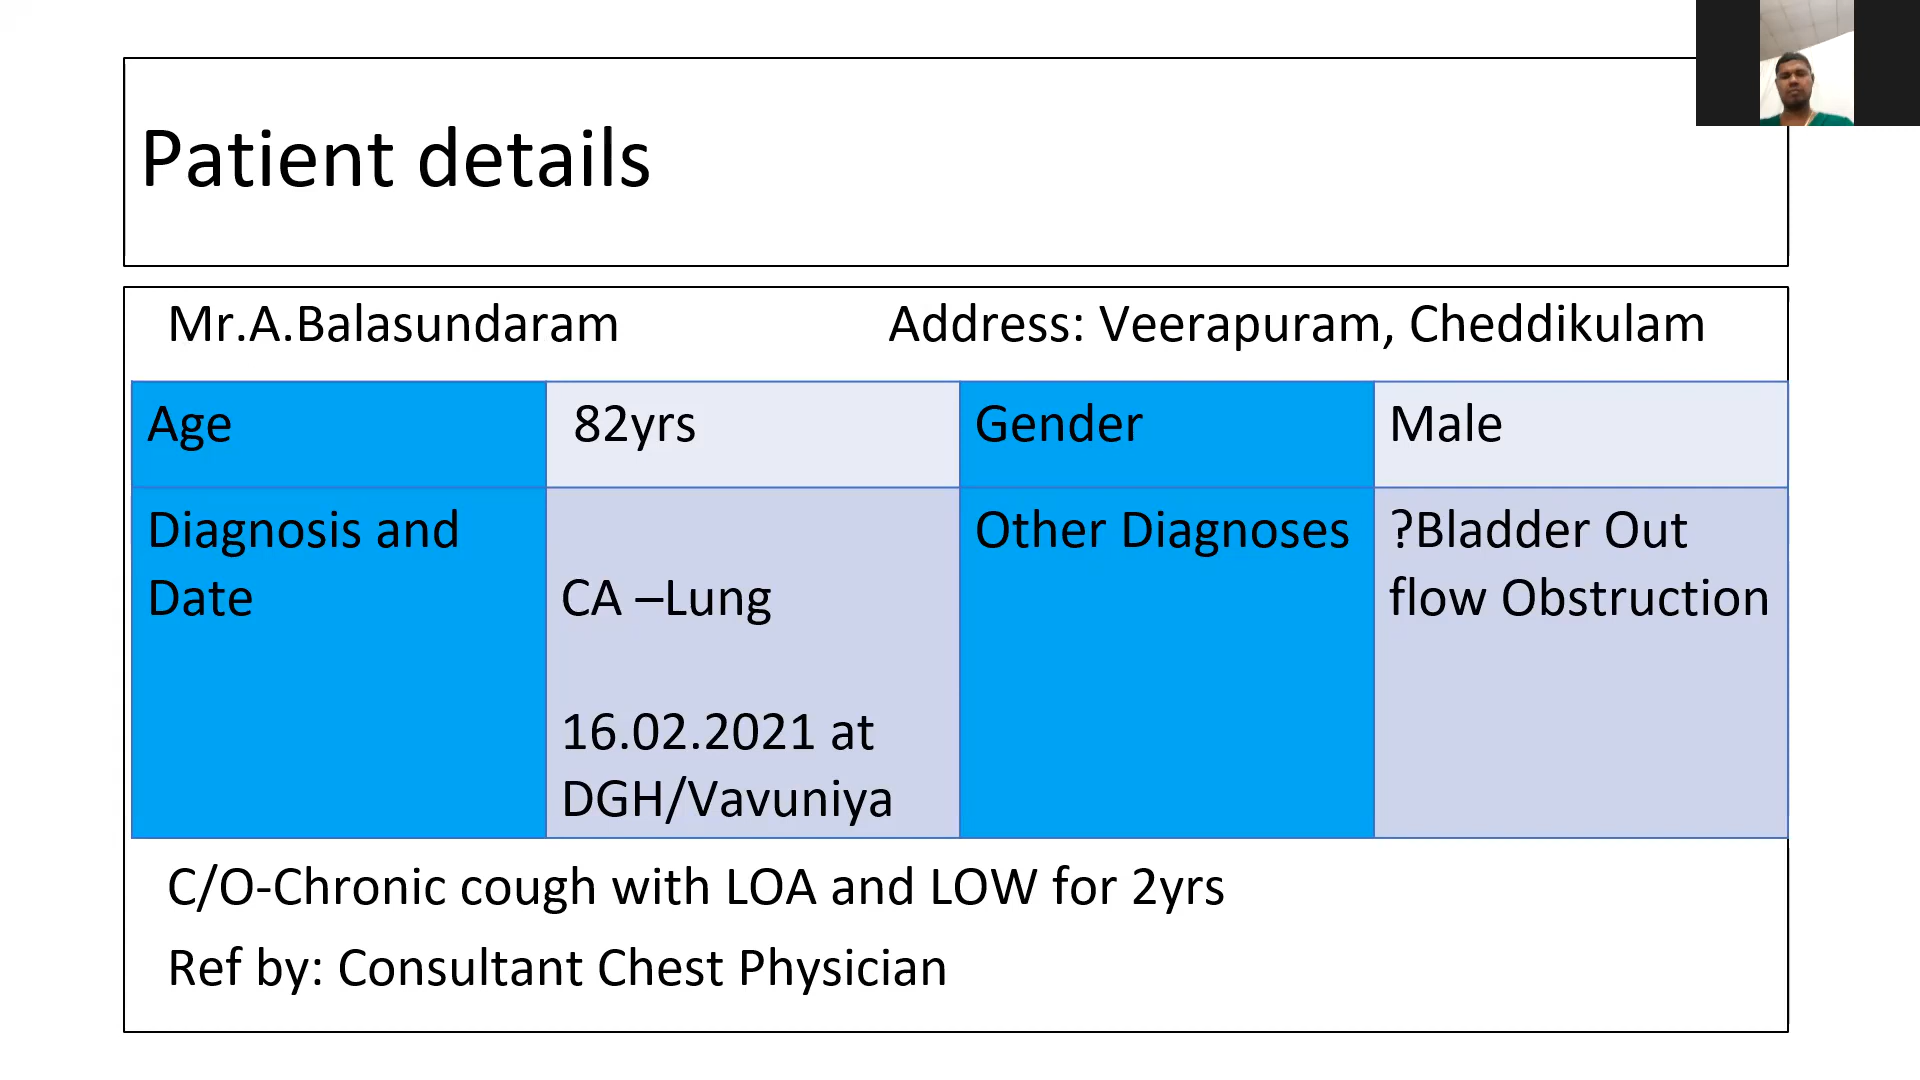 Patient details
Mr.A.Balasundaram Address: Veerapuram, Cheddikulam
Age 82yrs Gender Male
Diagnosis and
Date
CA –Lung
16.02.2021 at
DGH/Vavuniya
Other Diagnoses
?Bladder Out
flow Obstruction
C/O-Chronic cough with LOA and LOW for 2yrs
Ref by: Consultant Chest Physician